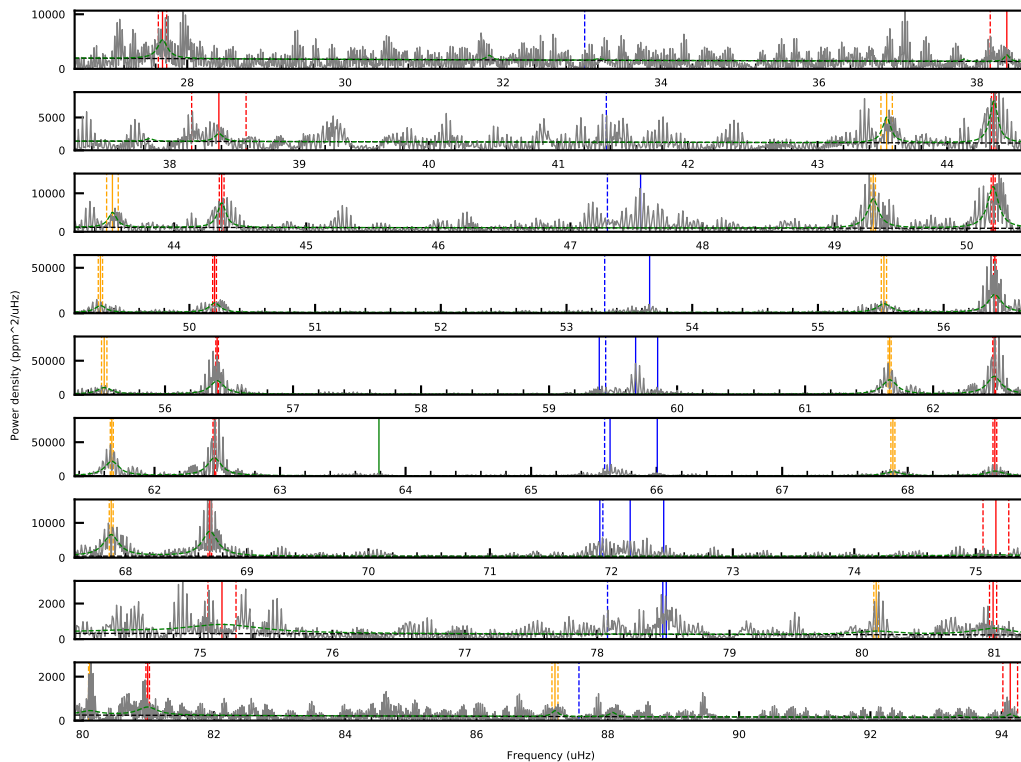 10000
0
28 30 32 34 36 38
5000
0
38 39 40 41 42 43 44
10000
0
44 45 46 47 48 49 50
50000
0
50 51 52 53 54 55 56
Power density (ppm^2/uHz)
50000
0
56 57 58 59 60 61 62
50000
0
62 63 64 65 66 67 68
10000
0
68 69 70 71 72 73 74 75
2000
0
75 76 77 78 79 80 81
2000
0
80 82 84 86 88 90 92 94
Frequency (uHz)